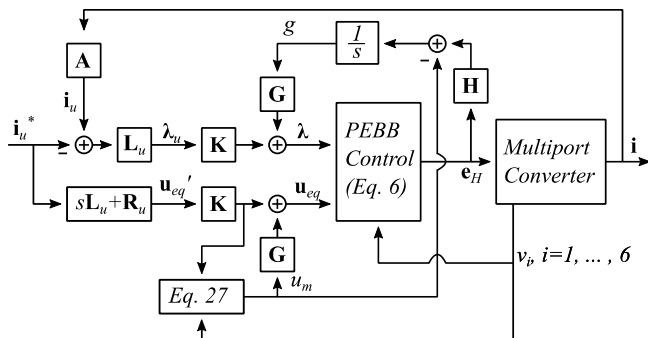 g
1
s
A
G
H
i_u
i_u*
L_u
λ_u
K
λ
PEBB
Control
(Eq. 6)
Multiport
Converter
i
e_H
sL_u+R_u
u_eq'
K
u_eq
G
v_i, i=1, ... , 6
Eq. 27
u_m